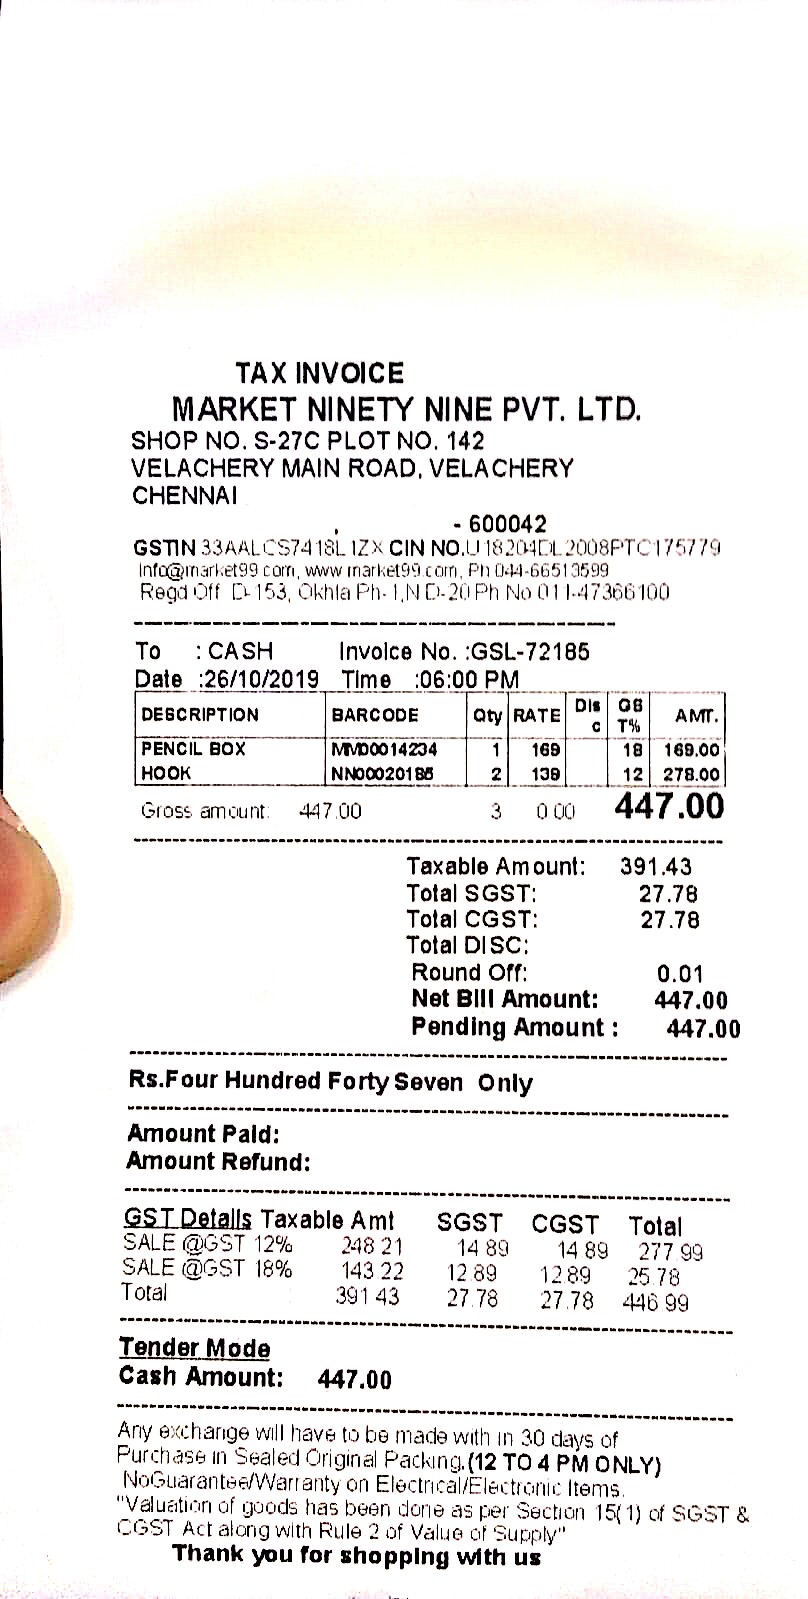 TAX INVOICE
MARKET NINETY NINE PVT. LTD.
SHOP NO. S-27C PLOT NO. 142
VELACHERY MAIN ROAD, VELACHERY
CHENNAI
, - 600042
GSTIN 33AALCS7418L1ZX CIN NO.U18204DL2008PTC175779
Info@market99.com, www market99.com, Ph 044-66513599
Regd Off D-153, Okhla Ph-1,N D-20 Ph No 011-47366100
To : CASH Invoice No. :GSL-72185
Date :26/10/2019 Time :06:00 PM
DESCRIPTION BARCODE Qty RATE Disc GST% AMT.
PENCIL BOX MM00014234 1 169 18 169.00
HOOK NN00020185 2 139 12 278.00
Gross amount: 447.00 3 0.00 447.00
Taxable Amount: 391.43
Total SGST: 27.78
Total CGST: 27.78
Total DISC:
Round Off: 0.01
Net Bill Amount: 447.00
Pending Amount : 447.00
Rs.Four Hundred Forty Seven Only
Amount Paid:
Amount Refund:
GST Details Taxable Amt SGST CGST Total
SALE @GST 12% 248.21 14.89 14.89 277.99
SALE @GST 18% 143.22 12.89 12.89 25.78
Total 391.43 27.78 27.78 446.99
Tender Mode
Cash Amount: 447.00
Any exchange will have to be made with in 30 days of
Purchase in Sealed Original Packing.(12 TO 4 PM ONLY)
NoGuarantee/Warranty on Electrical/Electronic Items.
"Valuation of goods has been done as per Section 15(1) of SGST &
CGST Act along with Rule 2 of Value of Supply"
Thank you for shopping with us